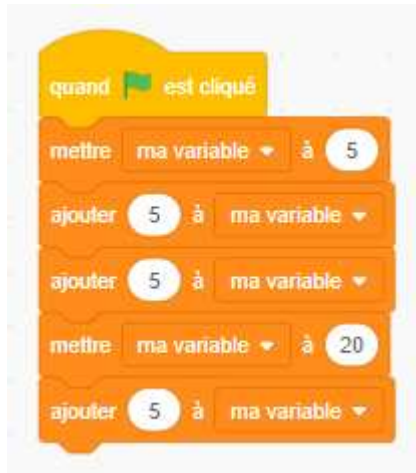 quand est cliqué
mettre ma variable à 5
ajouter 5 à ma variable
ajouter 5 à ma variable
mettre ma variable à 20
ajouter 5 à ma variable